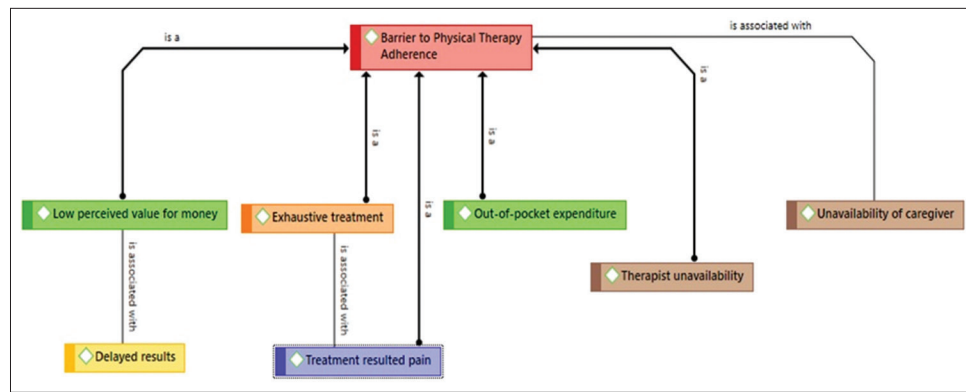 is a
Barrier to Physical Therapy
Adherence
is associated with
is a
is a
is a
is a
Low perceived value for money
Exhaustive treatment
Out-of-pocket expenditure
Unavailability of caregiver
is associated with
is associated with
Therapist unavailability
Delayed results
Treatment resulted pain